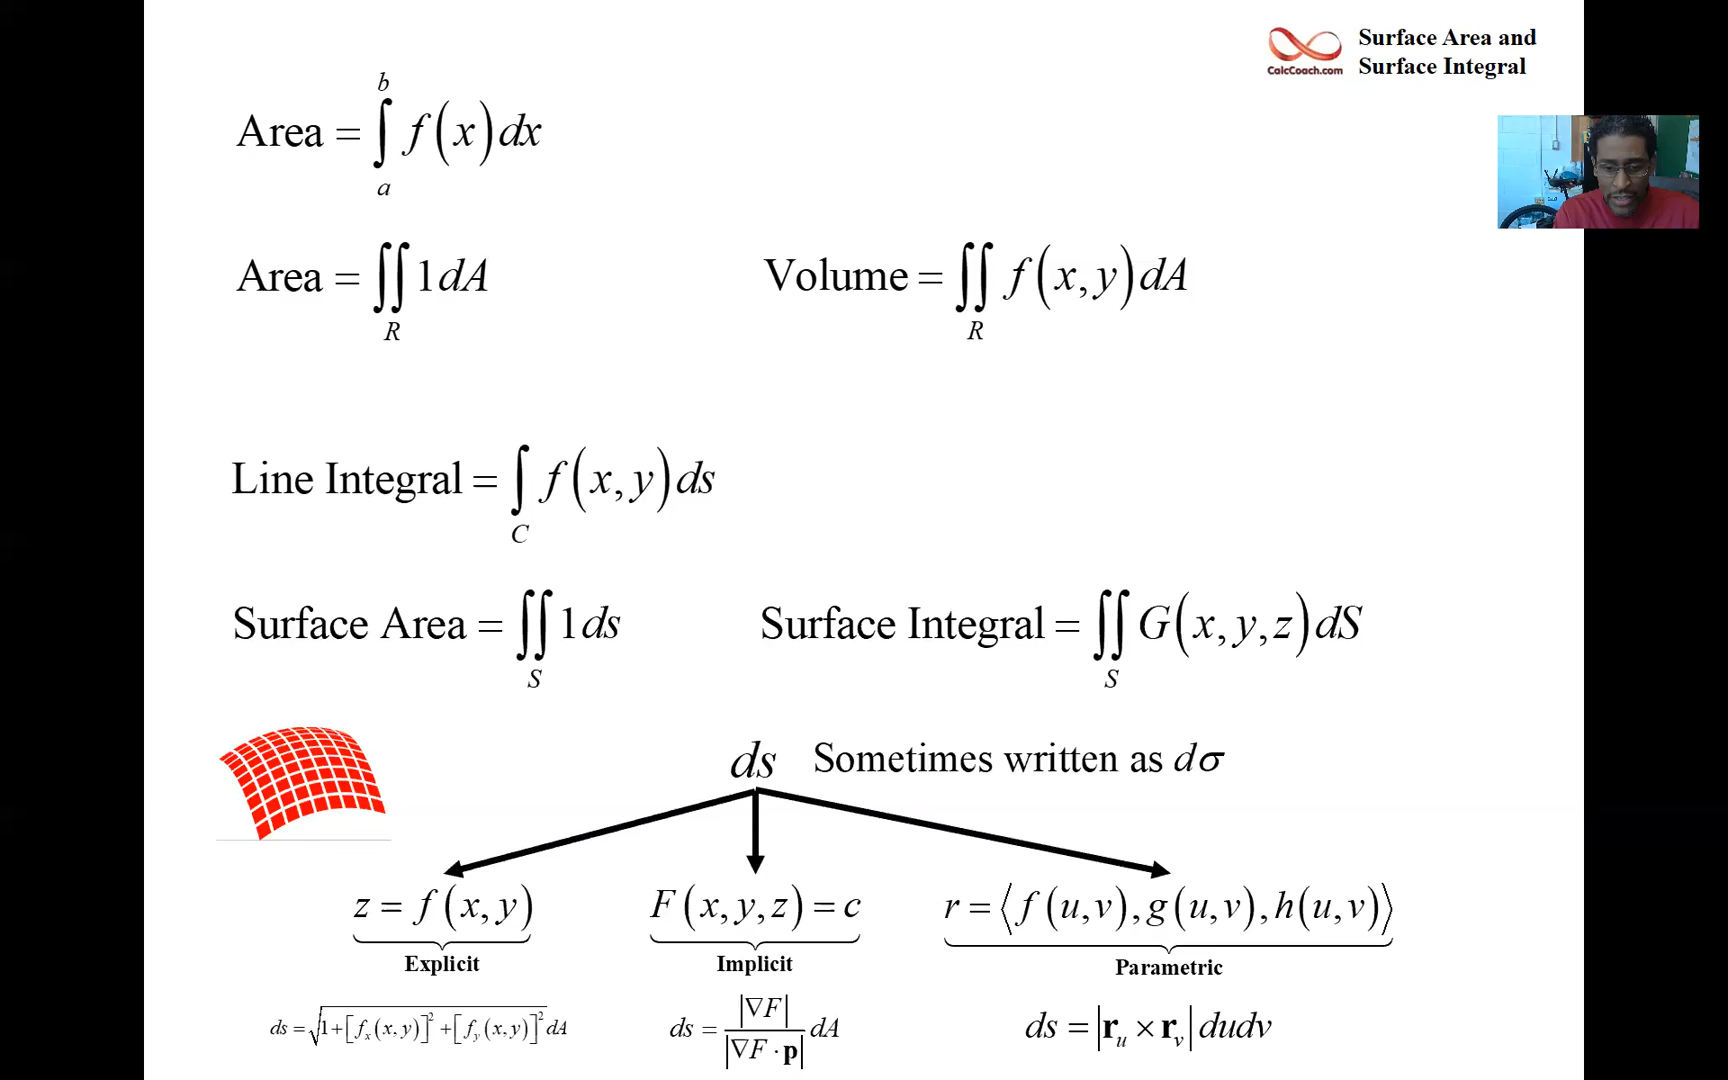 CalcCoach.com
Surface Area and
Surface Integral
Area = ∫_a^b f(x)dx
Area = ∬_R 1dA
Volume = ∬_R f(x,y)dA
Line Integral = ∫_C f(x,y)ds
Surface Area = ∬_S 1ds
Surface Integral = ∬_S G(x,y,z)dS
ds Sometimes written as dσ
z = f(x,y)
Explicit
ds = √(1+[f_x(x,y)]²+[f_y(x,y)]²) dA
F(x,y,z) = c
Implicit
ds = |∇F| / |∇F · p| dA
r = ⟨f(u,v), g(u,v), h(u,v)⟩
Parametric
ds = |r_u × r_v| dudv